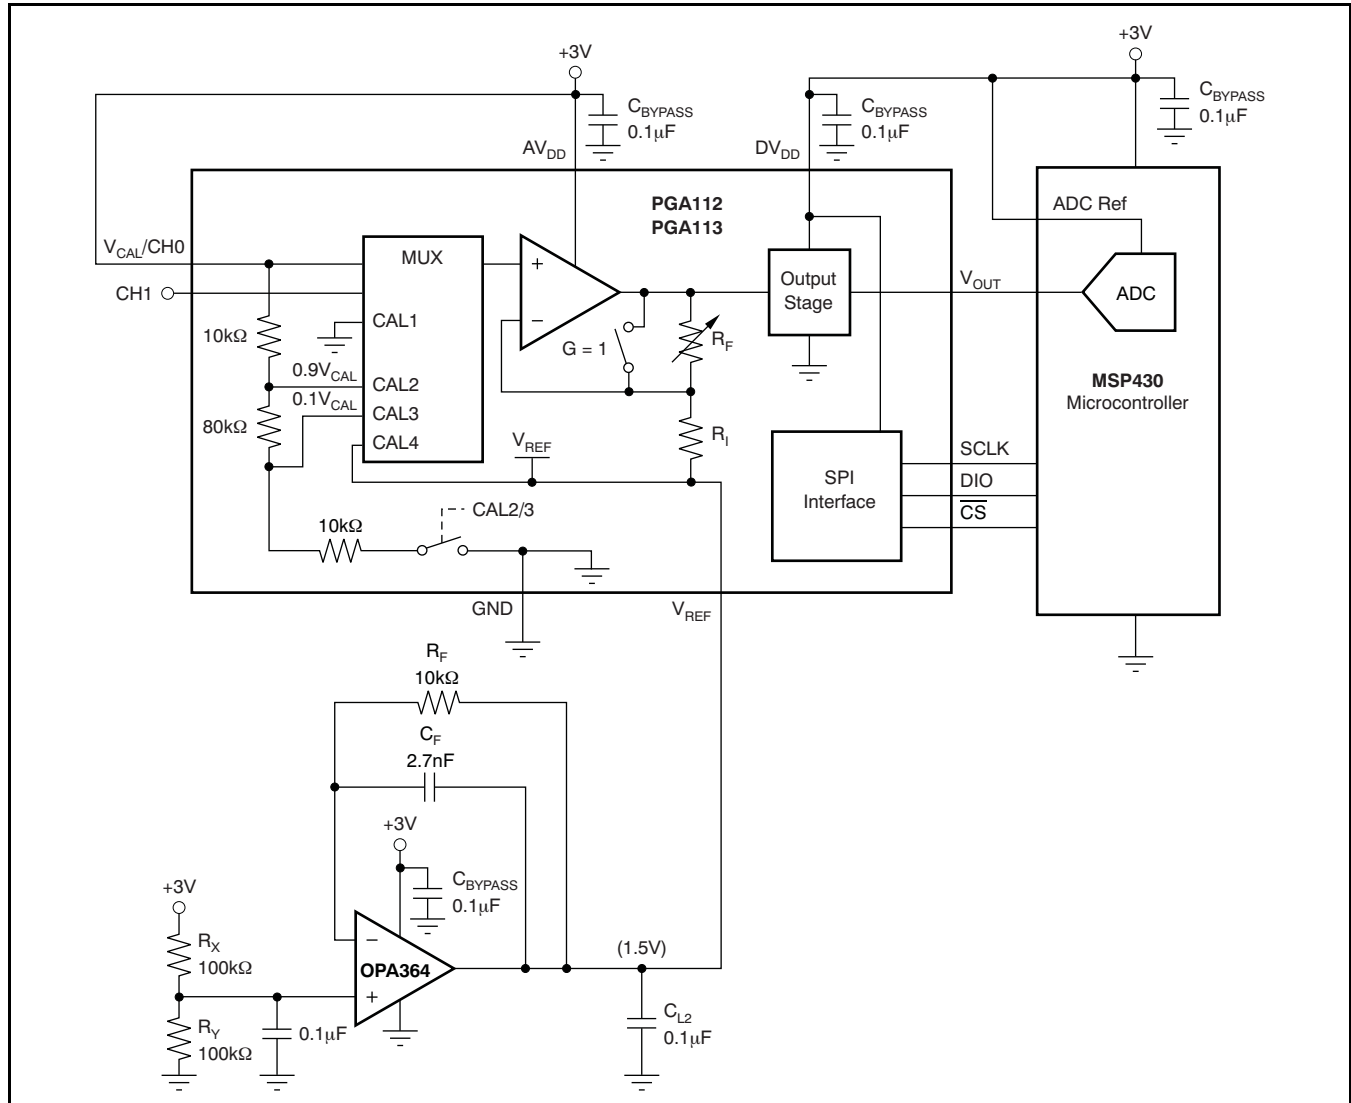 +3V
+3V
C_BYPASS
0.1µF
C_BYPASS
0.1µF
C_BYPASS
0.1µF
AV_DD
DV_DD
PGA112
PGA113
ADC Ref
V_CAL/CH0
MUX
+
Output
Stage
V_OUT
ADC
CH1
CAL1
−
10kΩ
G = 1
R_F
0.9V_CAL
CAL2
MSP430
Microcontroller
0.1V_CAL
CAL3
80kΩ
CAL4
V_REF
R_I
SCLK
SPI
Interface
DIO
CS
CAL2/3
10kΩ
GND
V_REF
R_F
10kΩ
C_F
2.7nF
+3V
C_BYPASS
0.1µF
+3V
R_X
100kΩ
−
OPA364
+
(1.5V)
R_Y
100kΩ
0.1µF
C_L2
0.1µF